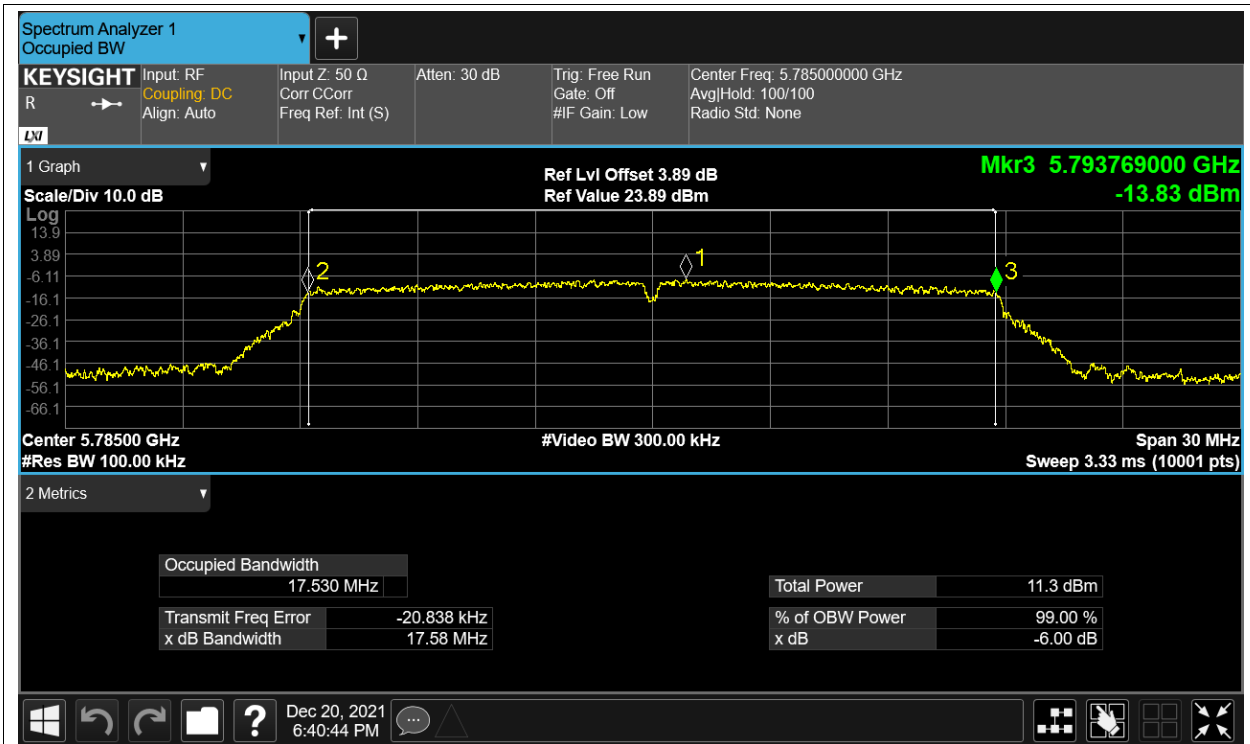 Spectrum Analyzer 1
Occupied BW
KEYSIGHT
R
LXI
Input: RF
Coupling: DC
Align: Auto
Input Z: 50 Ω
Corr CCorr
Freq Ref: Int (S)
Atten: 30 dB
Trig: Free Run
Gate: Off
#IF Gain: Low
Center Freq: 5.785000000 GHz
Avg|Hold: 100/100
Radio Std: None
1 Graph
Scale/Div 10.0 dB
Ref Lvl Offset 3.89 dB
Ref Value 23.89 dBm
Mkr3 5.793769000 GHz
-13.83 dBm
Log
13.9
3.89
-6.11
-16.1
-26.1
-36.1
-46.1
-56.1
-66.1
2
1
3
Center 5.78500 GHz
#Res BW 100.00 kHz
#Video BW 300.00 kHz
Span 30 MHz
Sweep 3.33 ms (10001 pts)
2 Metrics
Occupied Bandwidth
17.530 MHz
Transmit Freq Error -20.838 kHz
x dB Bandwidth 17.58 MHz
Total Power 11.3 dBm
% of OBW Power 99.00 %
x dB -6.00 dB
?
Dec 20, 2021
6:40:44 PM